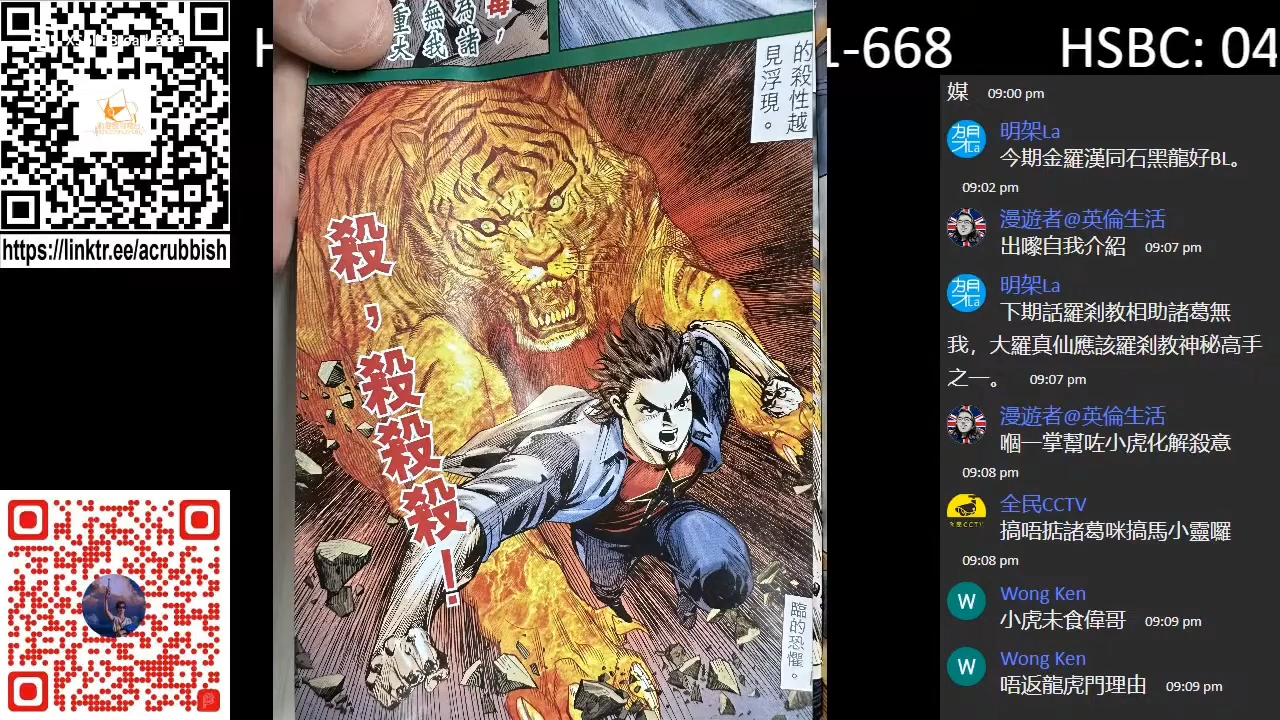 https://linktr.ee/acrubbish
毒，
為諸
無我
重大
的殺性越
見浮現。
殺，殺殺殺！
臨的恐懼。
1-668
HSBC: 04
媒 09:00 pm
明架La
今期金羅漢同石黑龍好BL。
09:02 pm
漫遊者@英倫生活
出嚟自我介紹 09:07 pm
明架La
下期話羅剎教相助諸葛無
我，大羅真仙應該羅剎教神秘高手
之一。 09:07 pm
漫遊者@英倫生活
嗰一掌幫咗小虎化解殺意
09:08 pm
全民CCTV
搞唔掂諸葛咪搞馬小靈囉
09:08 pm
W
Wong Ken
小虎未食偉哥 09:09 pm
W
Wong Ken
唔返龍虎門理由 09:09 pm